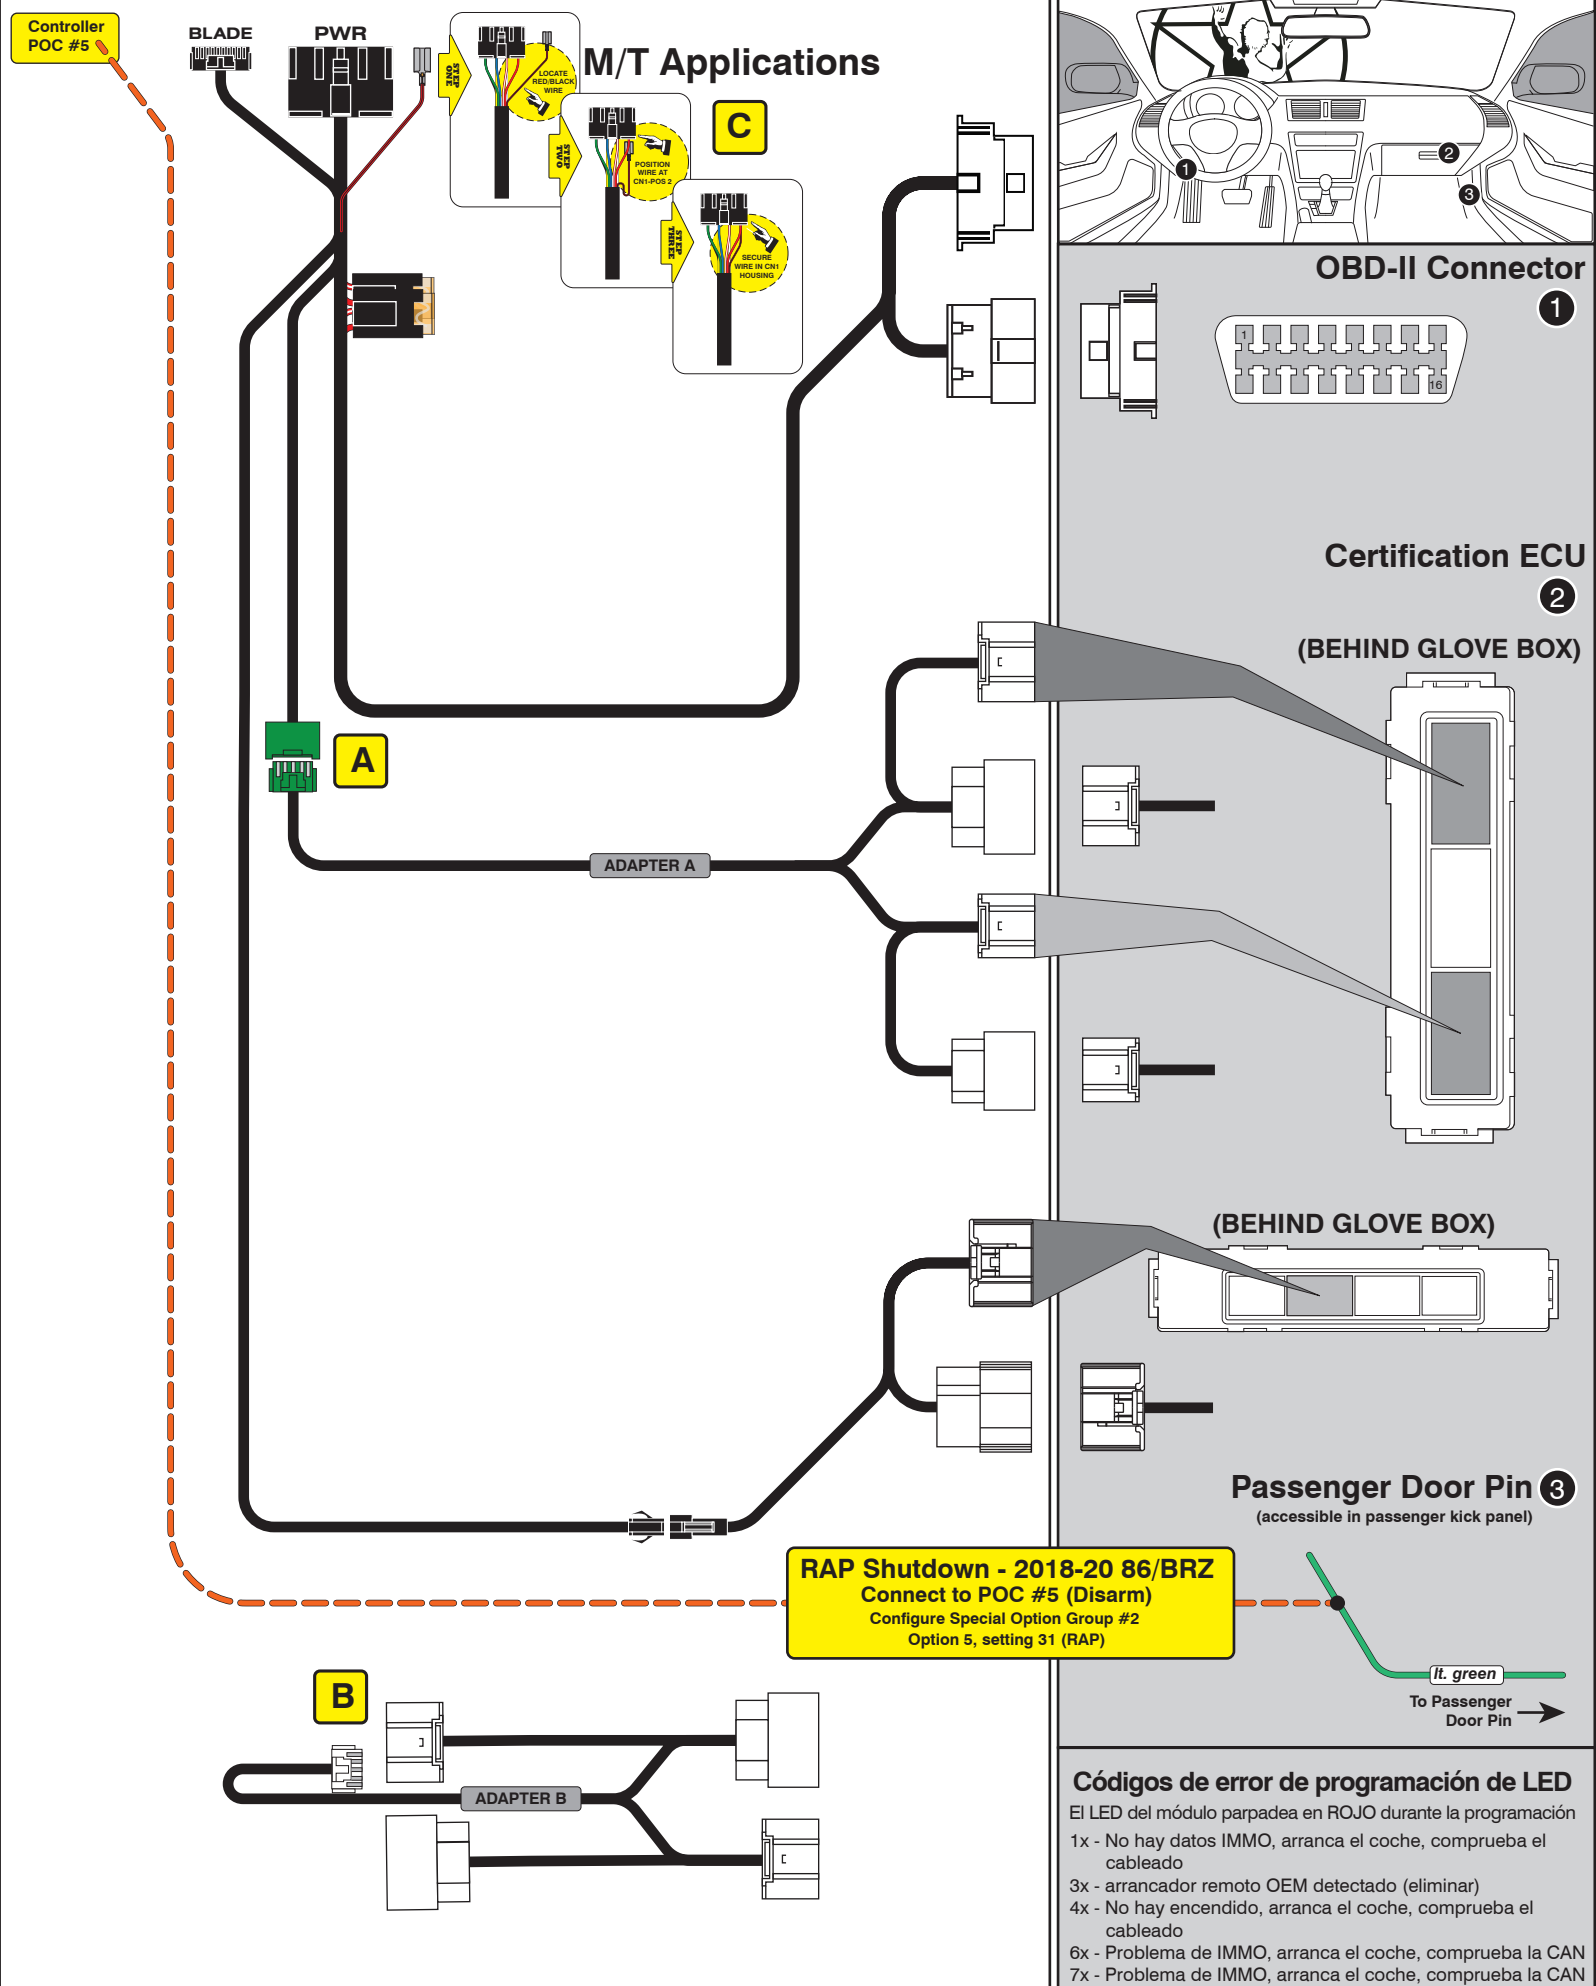 Controller
POC #5
BLADE
PWR
STEP
ONE
LOCATE
RED/BLACK
WIRE
M/T Applications
C
STEP
TWO
POSITION
WIRE AT
CN1-POS 2
STEP
THREE
SECURE
WIRE IN CN1
HOUSING
1
2
3
OBD-II Connector
1
1
16
Certification ECU
2
(BEHIND GLOVE BOX)
A
ADAPTER A
(BEHIND GLOVE BOX)
Passenger Door Pin 3
(accessible in passenger kick panel)
RAP Shutdown - 2018-20 86/BRZ
Connect to POC #5 (Disarm)
Configure Special Option Group #2
Option 5, setting 31 (RAP)
lt. green
To Passenger
Door Pin
B
ADAPTER B
Códigos de error de programación de LED
El LED del módulo parpadea en ROJO durante la programación
1x - No hay datos IMMO, arranca el coche, comprueba el
cableado
3x - arrancador remoto OEM detectado (eliminar)
4x - No hay encendido, arranca el coche, comprueba el
cableado
6x - Problema de IMMO, arranca el coche, comprueba la CAN
7x - Problema de IMMO, arranca el coche, comprueba la CAN